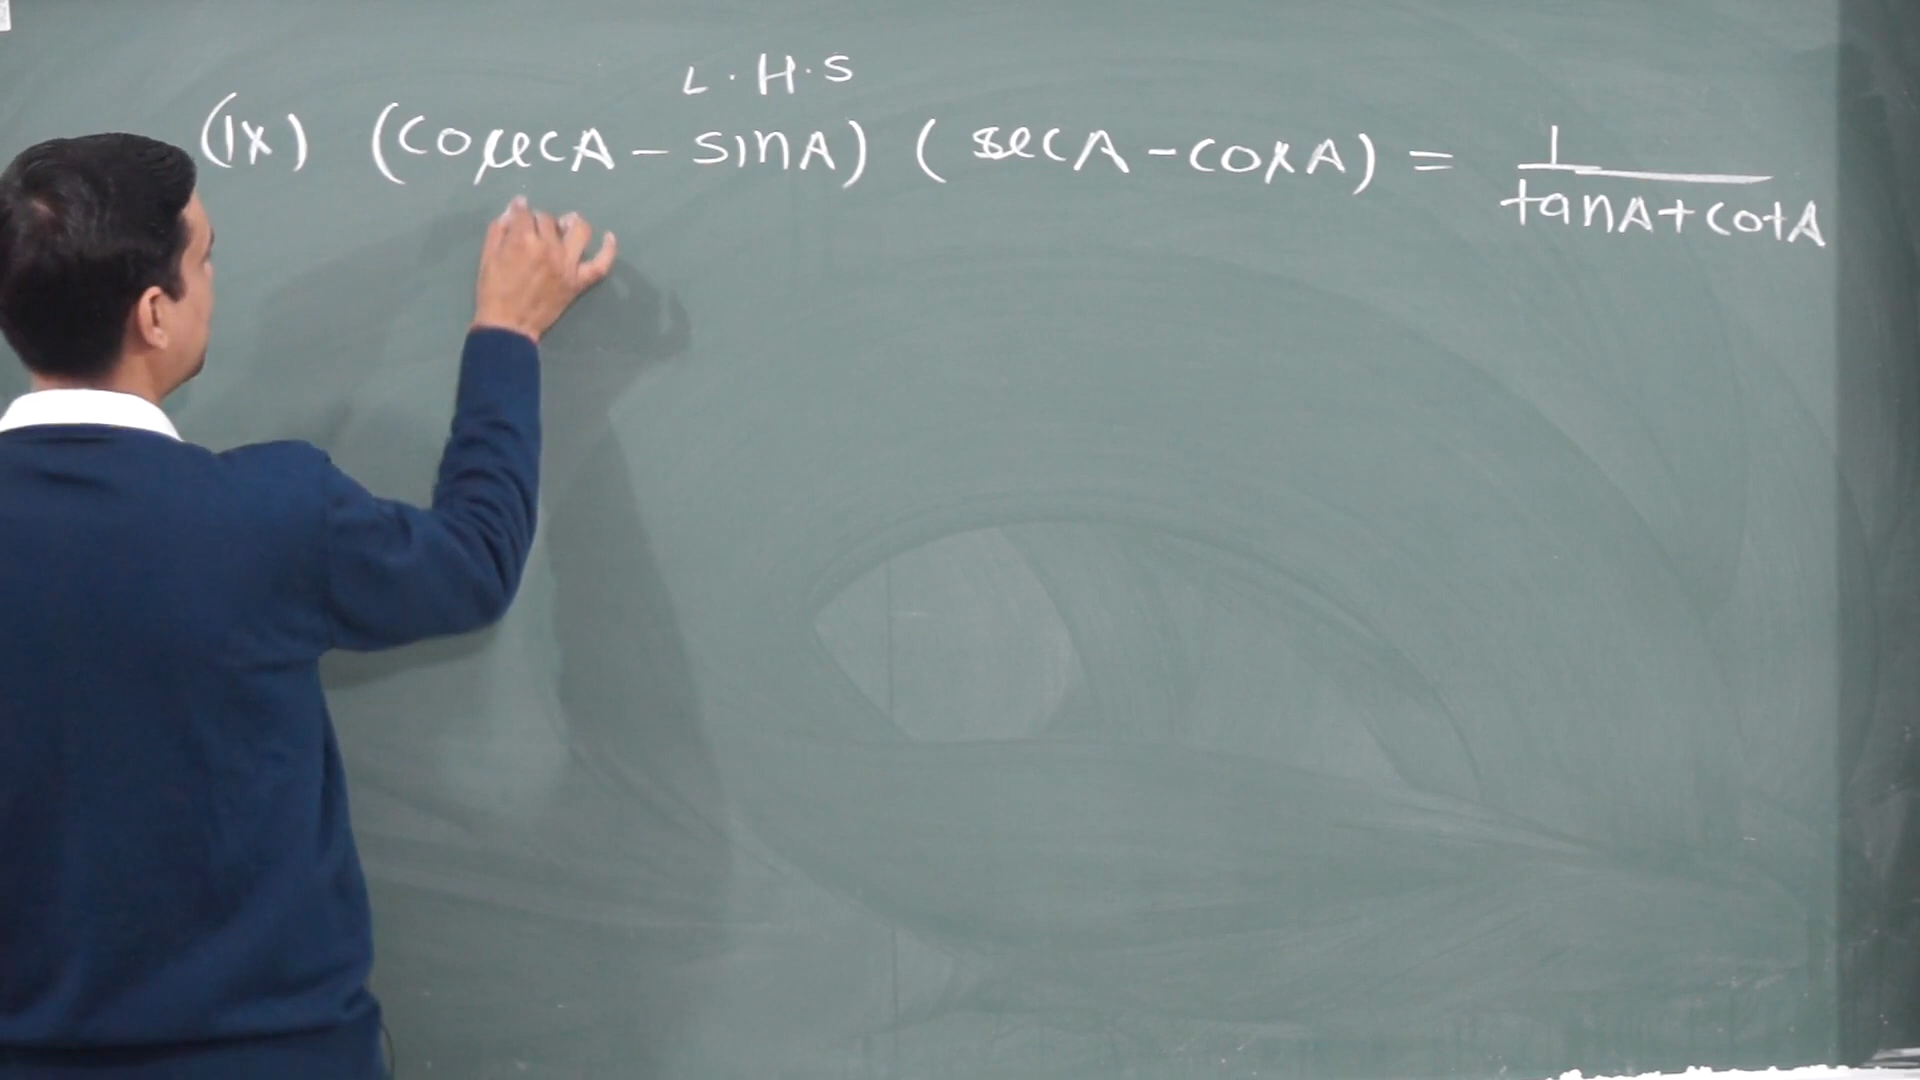 L.H.S
(ix) (cosecA - sinA) (secA - cosA) = 1/(tanA+cotA)